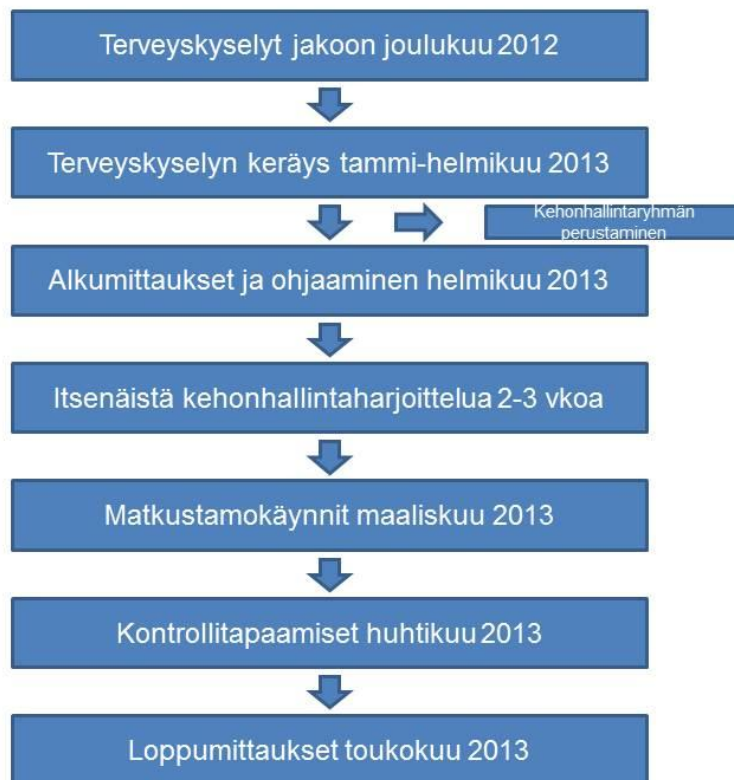 Terveyskyselyt jakoon joulukuu 2012
Terveyskyselyn keräys tammi-helmikuu 2013
Kehonhallintaryhmän
perustaminen
Alkumittaukset ja ohjaaminen helmikuu 2013
Itsenäistä kehonhallintaharjoittelua 2-3 vkoa
Matkustamokäynnit maaliskuu 2013
Kontrollitapaamiset huhtikuu 2013
Loppumittaukset toukokuu 2013